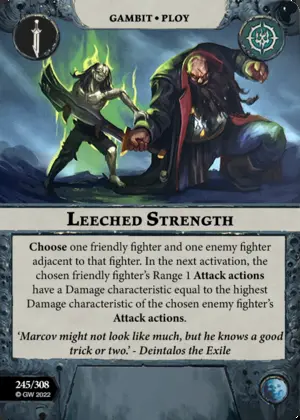 GAMBIT • PLOY
LEECHED STRENGTH
Choose one friendly fighter and one enemy fighter
adjacent to that fighter. In the next activation, the
chosen friendly fighter's Range 1 Attack actions
have a Damage characteristic equal to the highest
Damage characteristic of the chosen enemy fighter's
Attack actions.
‘Marcov might not look like much, but he knows a good
trick or two.’ - Deintalos the Exile
245/308
© GW 2022